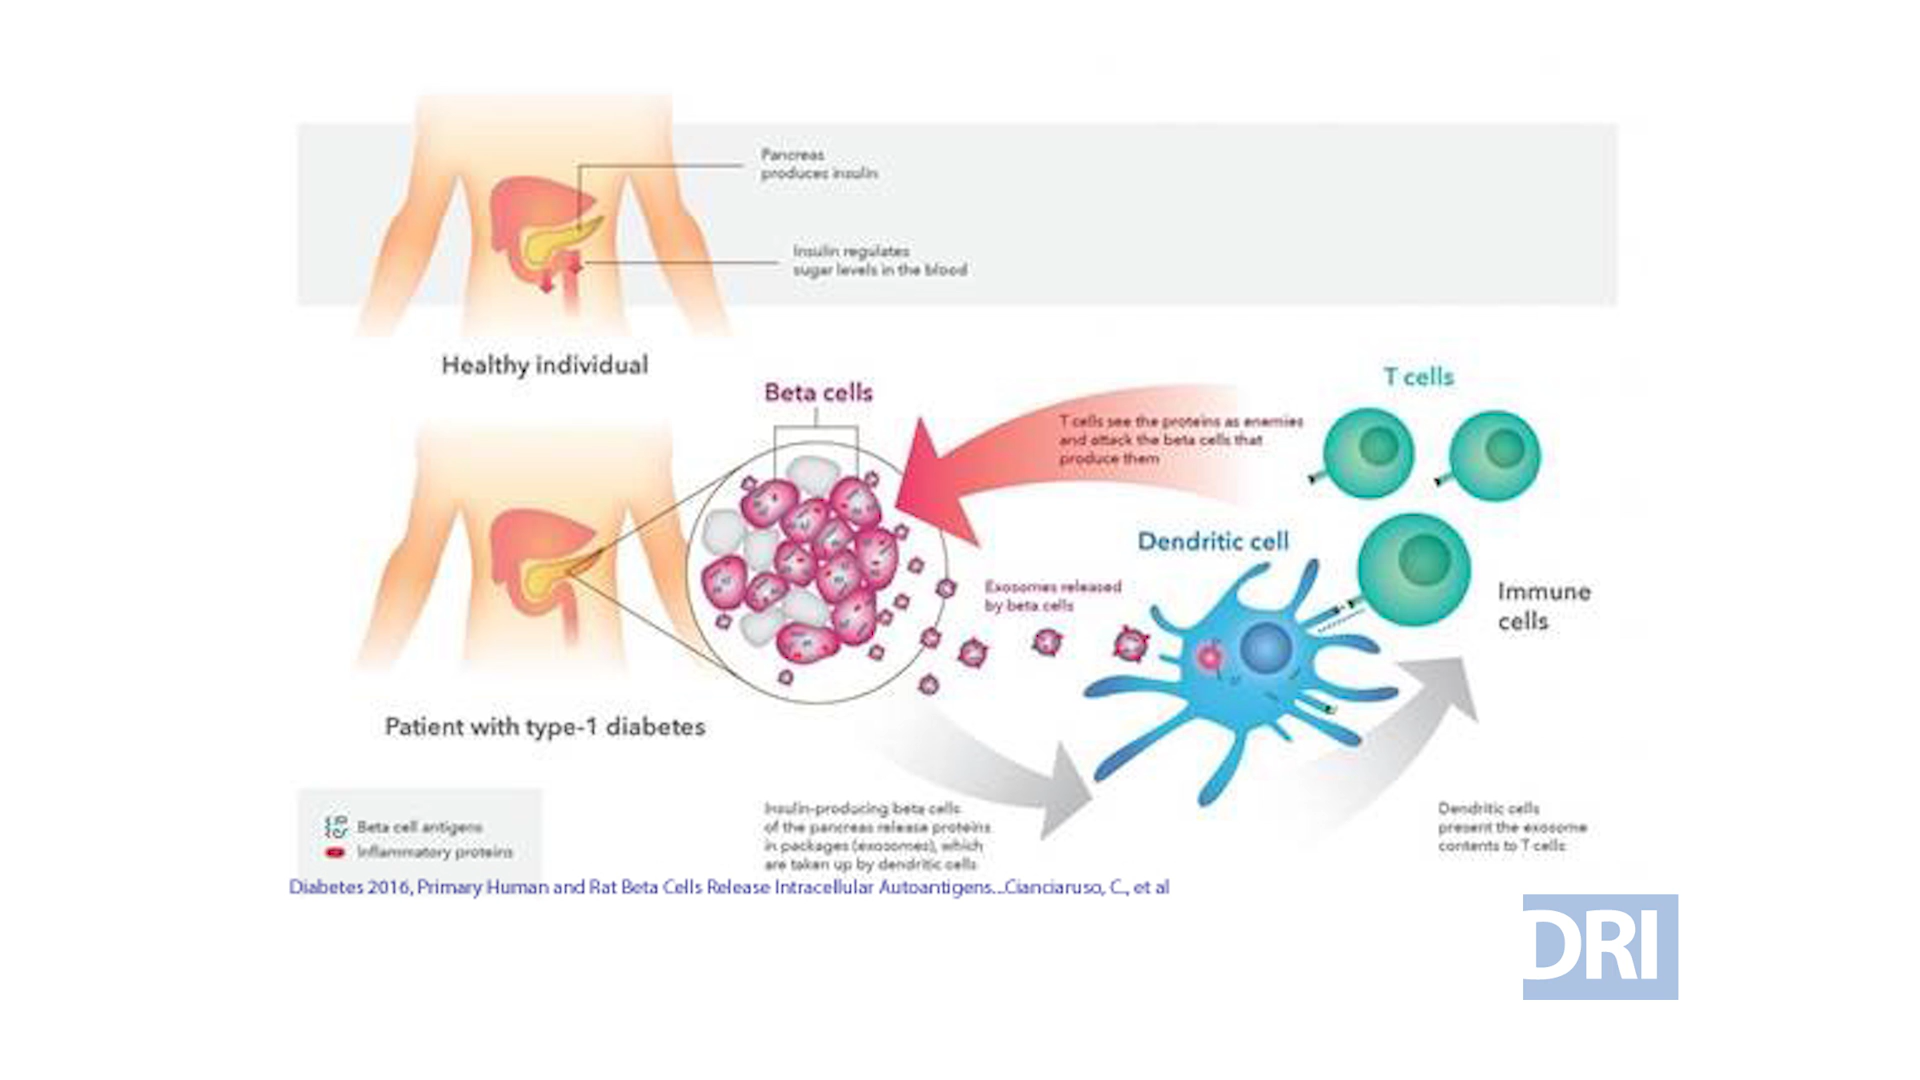 Pancreas
produces insulin
Insulin regulates
sugar levels in the blood
Healthy individual
Beta cells
T cells
T cells see the proteins as enemies
and attack the beta cells that
produce them
Dendritic cell
Exosomes released
by beta cells
Immune
cells
Patient with type-1 diabetes
Beta cell antigens
Inflammatory proteins
Insulin-producing beta cells
of the pancreas release proteins
in packages (exosomes), which
are taken up by dendritic cells
Dendritic cells
present the exosome
contents to T cells
Diabetes 2016, Primary Human and Rat Beta Cells Release Intracellular Autoantigens...Cianciaruso, C., et al
DRI